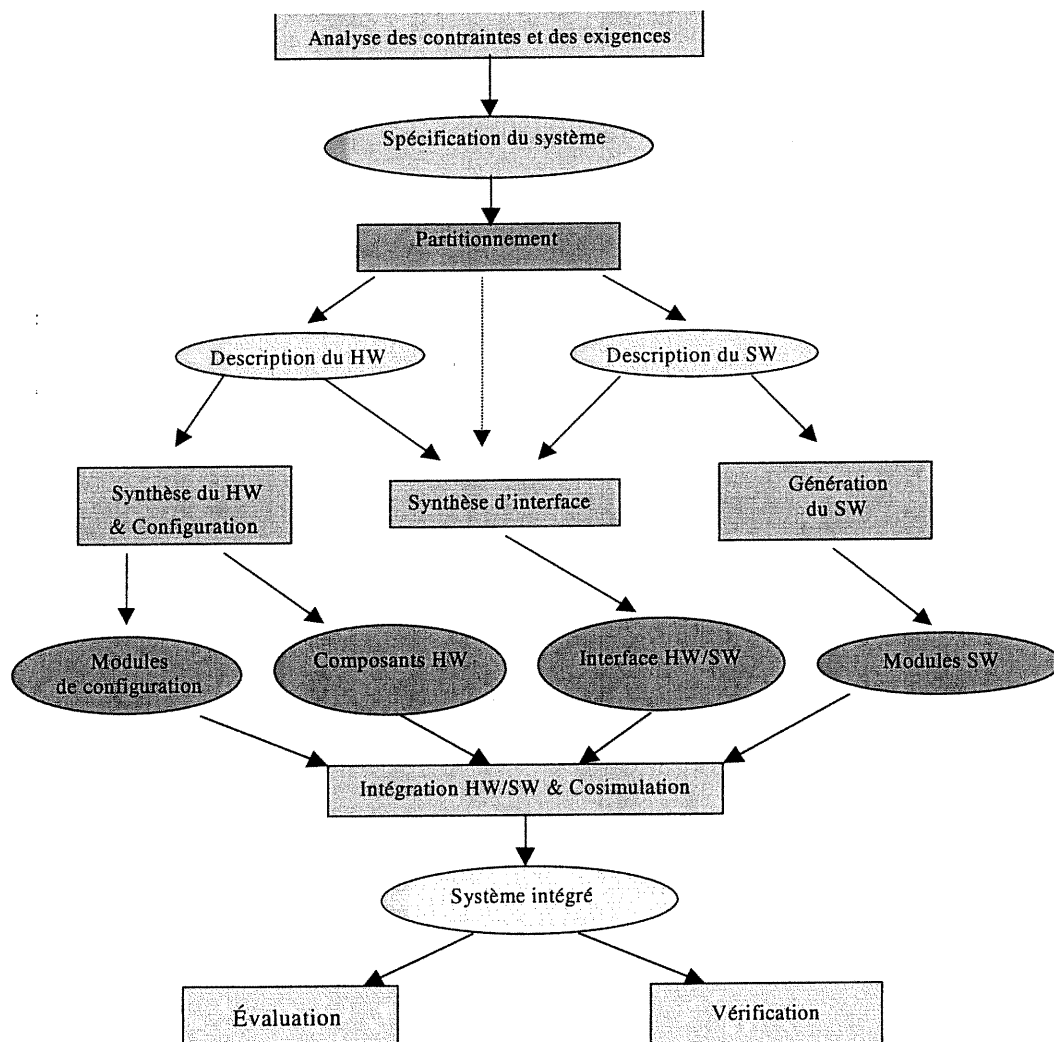 Analyse des contraintes et des exigences
Spécification du système
Partitionnement
Description du HW
Description du SW
Synthèse du HW
& Configuration
Synthèse d'interface
Génération
du SW
Modules
de configuration
Composants HW
Interface HW/SW
Modules SW
Intégration HW/SW & Cosimulation
Système intégré
Évaluation
Vérification